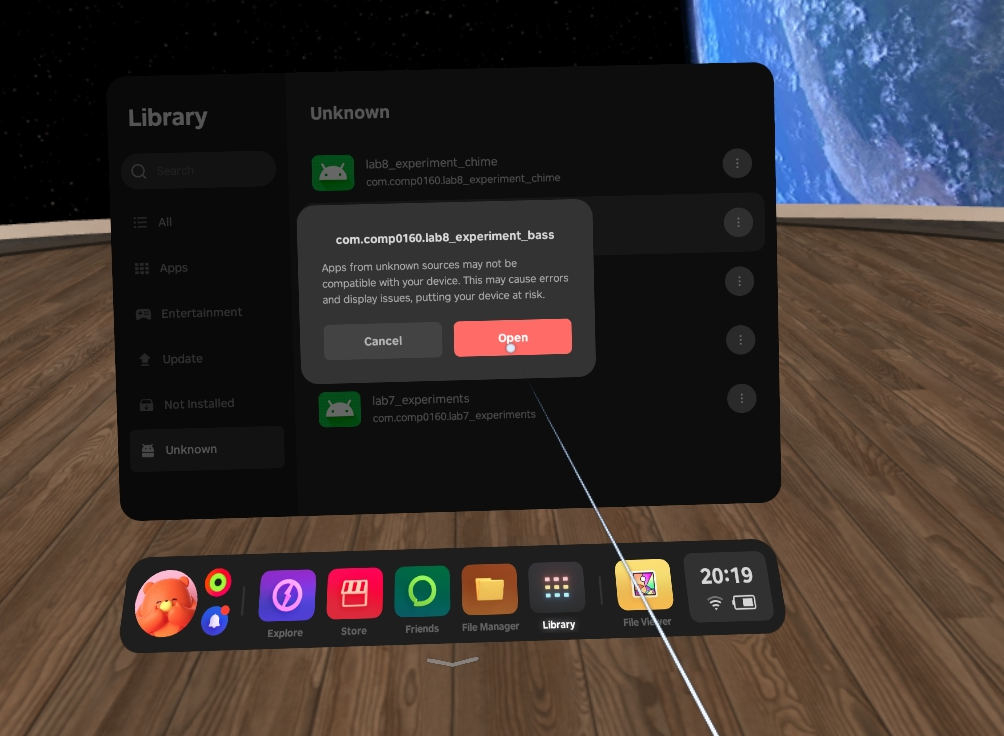 Library
Search
All
Apps
Entertainment
Update
Not Installed
Unknown
Unknown
lab8_experiment_chime
com.comp0160.lab8_experiment_chime
com.comp0160.lab8_experiment_bass
Apps from unknown sources may not be
compatible with your device. This may cause errors
and display issues, putting your device at risk.
Cancel
Open
lab7_experiments
com.comp0160.lab7_experiments
Explore
Store
Friends
File Manager
Library
File Viewer
20:19